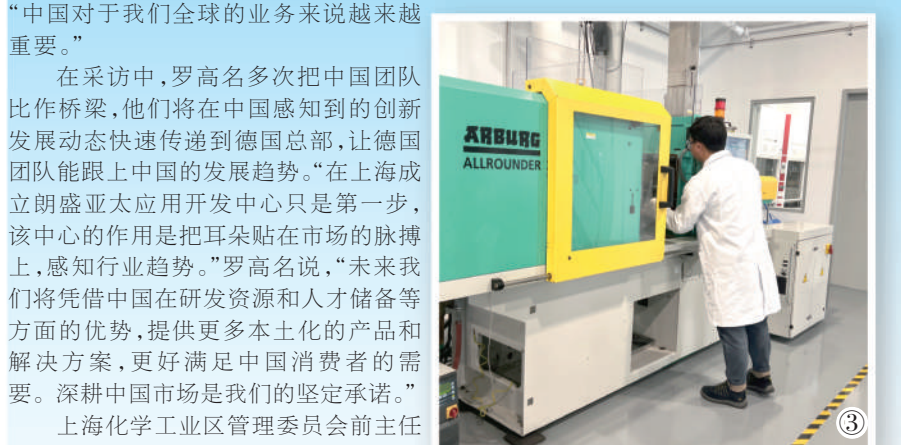 “中国对于我们全球的业务来说越来越
重要。”
在采访中，罗高名多次把中国团队
比作桥梁，他们将在中国感知到的创新
发展动态快速传递到德国总部，让德国
团队能跟上中国的发展趋势。“在上海成
立朗盛亚太应用开发中心只是第一步，
该中心的作用是把耳朵贴在市场的脉搏
上，感知行业趋势。”罗高名说，“未来我
们将凭借中国在研发资源和人才储备等
方面的优势，提供更多本土化的产品和
解决方案，更好满足中国消费者的需
要。深耕中国市场是我们的坚定承诺。”
上海化学工业区管理委员会前主任
ARBURG
ALLROUNDER
③